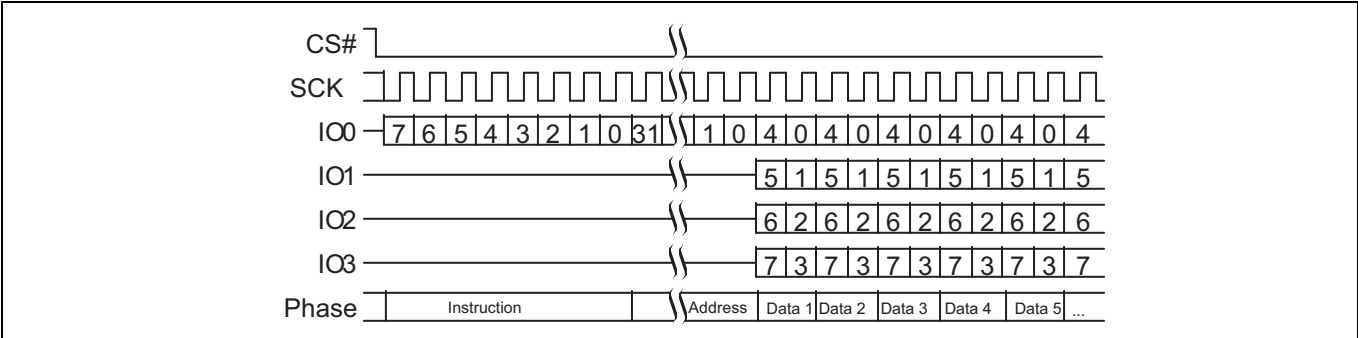 CS#
SCK
IO0 7 6 5 4 3 2 1 0 31 1 0 4 0 4 0 4 0 4 0 4 0 4
IO1 5 1 5 1 5 1 5 1 5 1 5
IO2 6 2 6 2 6 2 6 2 6 2 6
IO3 7 3 7 3 7 3 7 3 7 3 7
Phase Instruction Address Data 1 Data 2 Data 3 Data 4 Data 5 ...